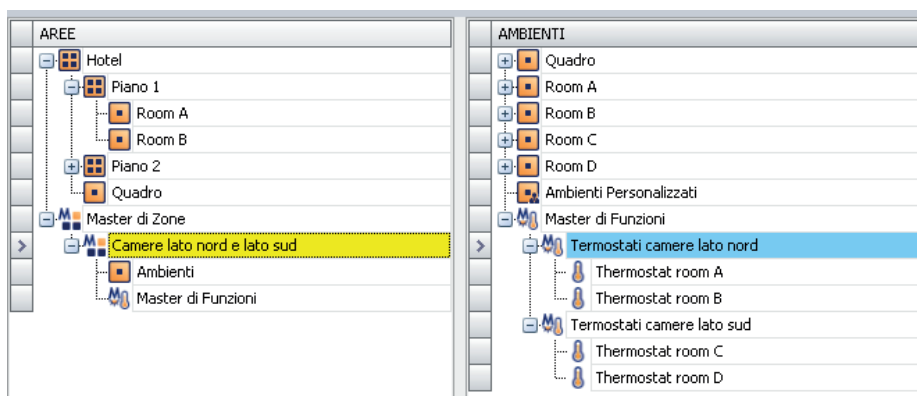 AREE
Hotel
Piano 1
Room A
Room B
Piano 2
Quadro
Master di Zone
Camere lato nord e lato sud
Ambienti
Master di Funzioni
AMBIENTI
Quadro
Room A
Room B
Room C
Room D
Ambienti Personalizzati
Master di Funzioni
Termostati camere lato nord
Thermostat room A
Thermostat room B
Termostati camere lato sud
Thermostat room C
Thermostat room D